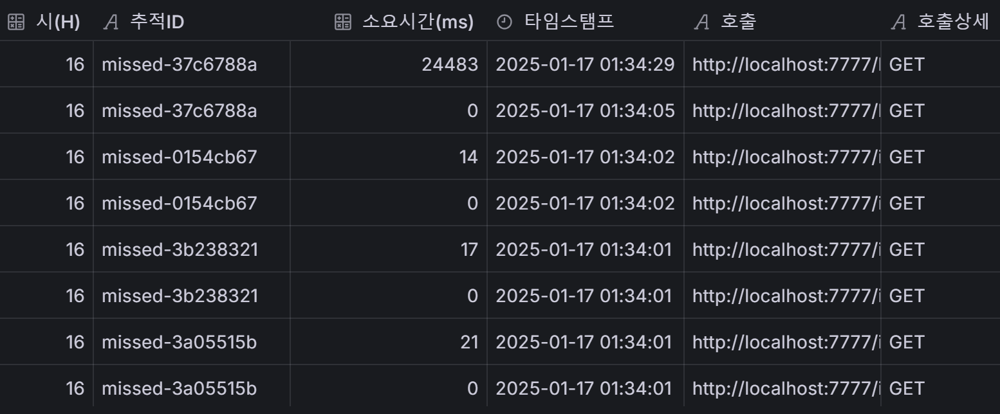 시(H) 추적ID 소요시간(ms) 타임스탬프 호출 호출상세
16 missed-37c6788a 24483 2025-01-17 01:34:29 http://localhost:7777/ GET
16 missed-37c6788a 0 2025-01-17 01:34:05 http://localhost:7777/ GET
16 missed-0154cb67 14 2025-01-17 01:34:02 http://localhost:7777/i GET
16 missed-0154cb67 0 2025-01-17 01:34:02 http://localhost:7777/i GET
16 missed-3b238321 17 2025-01-17 01:34:01 http://localhost:7777/i GET
16 missed-3b238321 0 2025-01-17 01:34:01 http://localhost:7777/i GET
16 missed-3a05515b 21 2025-01-17 01:34:01 http://localhost:7777/i GET
16 missed-3a05515b 0 2025-01-17 01:34:01 http://localhost:7777/i GET